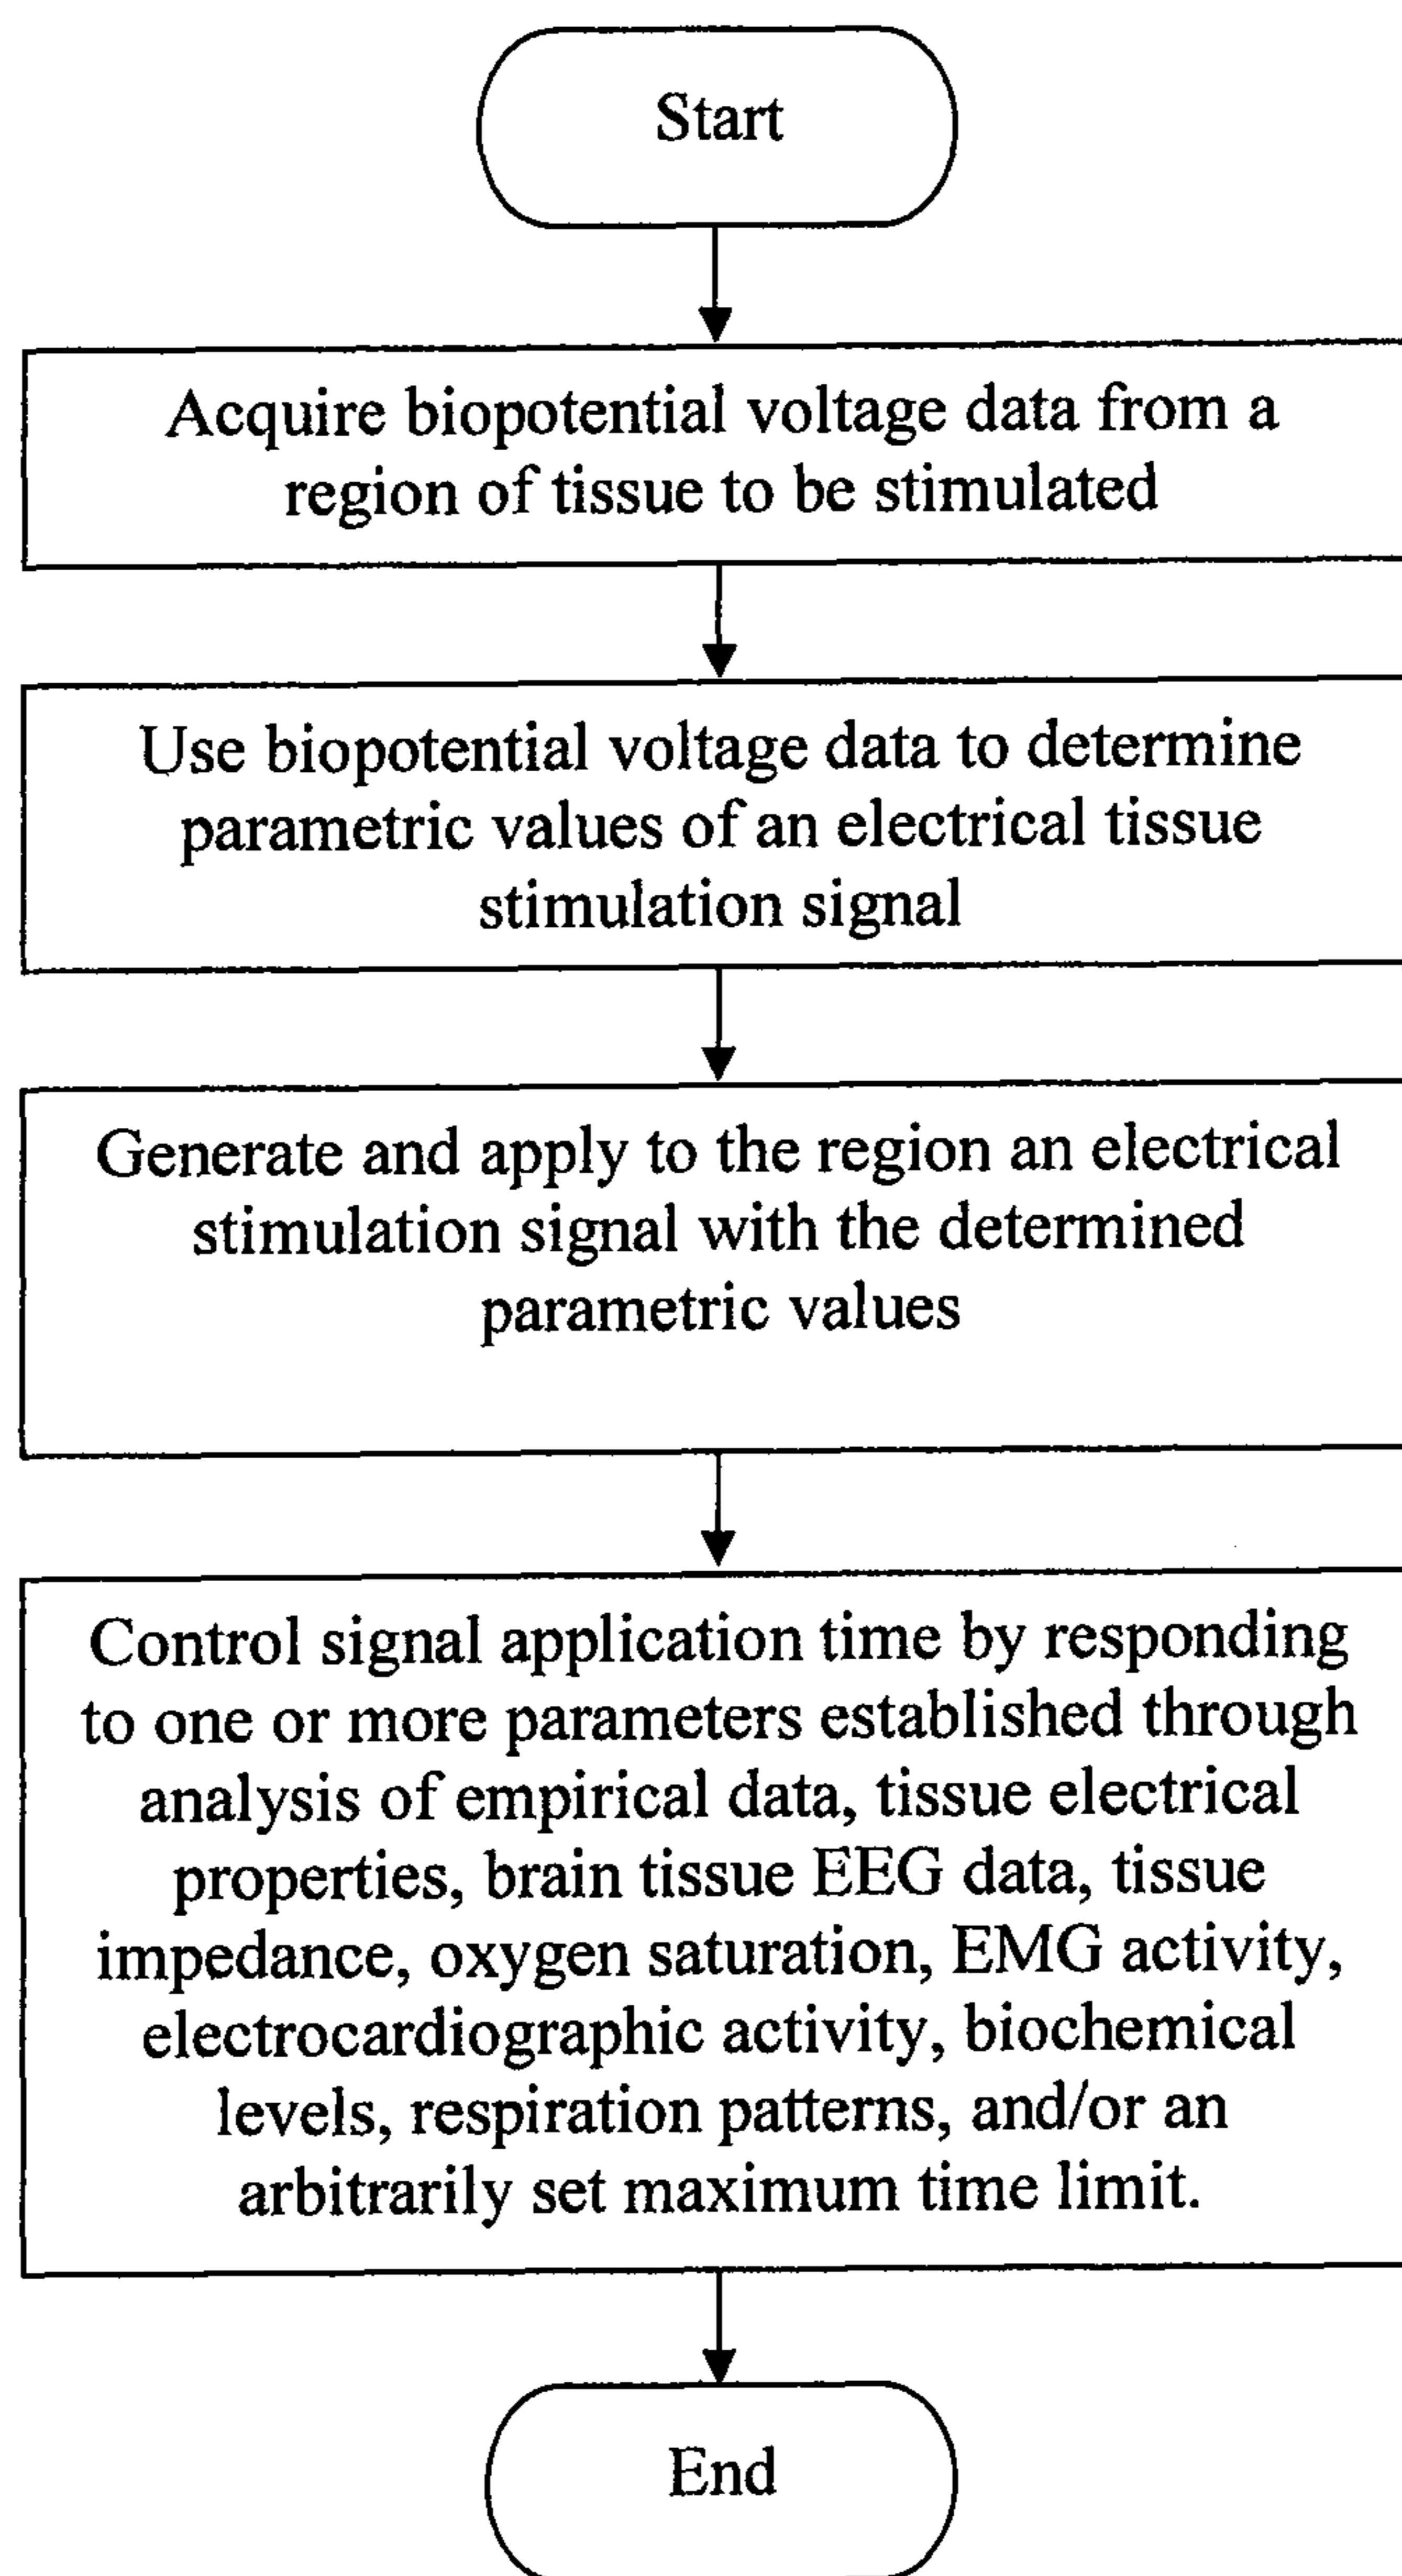 Start
Acquire biopotential voltage data from a
region of tissue to be stimulated
Use biopotential voltage data to determine
parametric values of an electrical tissue
stimulation signal
Generate and apply to the region an electrical
stimulation signal with the determined
parametric values
Control signal application time by responding
to one or more parameters established through
analysis of empirical data, tissue electrical
properties, brain tissue EEG data, tissue
impedance, oxygen saturation, EMG activity,
electrocardiographic activity, biochemical
levels, respiration patterns, and/or an
arbitrarily set maximum time limit.
End